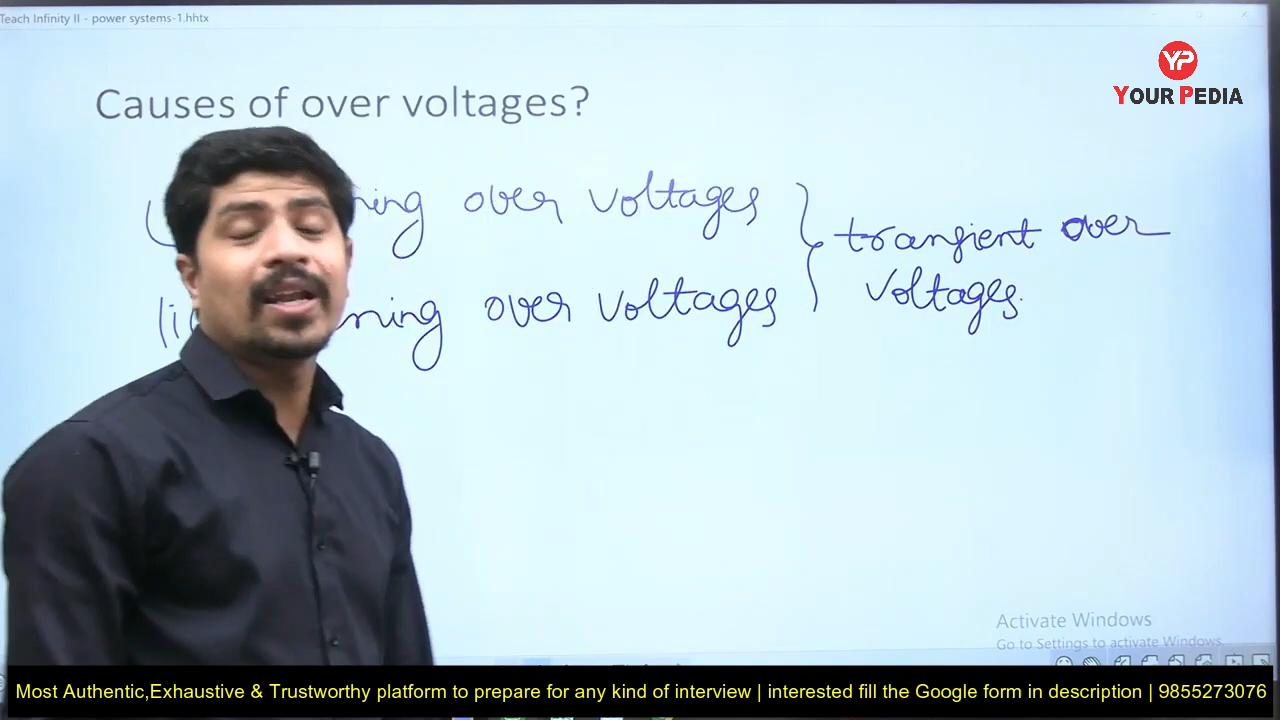 Teach Infinity II - power systems-1.hhtx
YP
YOUR PEDIA
Causes of over voltages?
over voltages
transient over
voltages.
over voltages
Activate Windows
Go to Settings to activate Windows.
Most Authentic,Exhaustive & Trustworthy platform to prepare for any kind of interview | interested fill the Google form in description | 9855273076